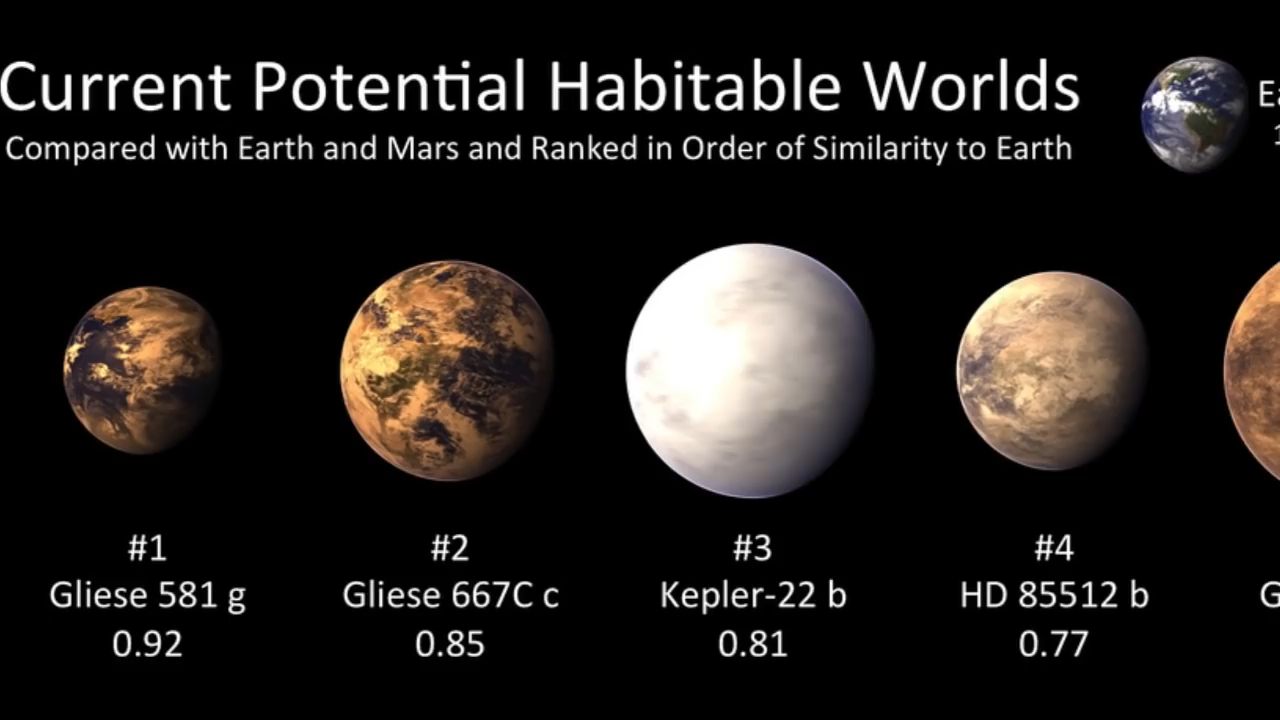 Current Potential Habitable Worlds
Compared with Earth and Mars and Ranked in Order of Similarity to Earth
#1
Gliese 581 g
0.92
#2
Gliese 667C c
0.85
#3
Kepler-22 b
0.81
#4
HD 85512 b
0.77